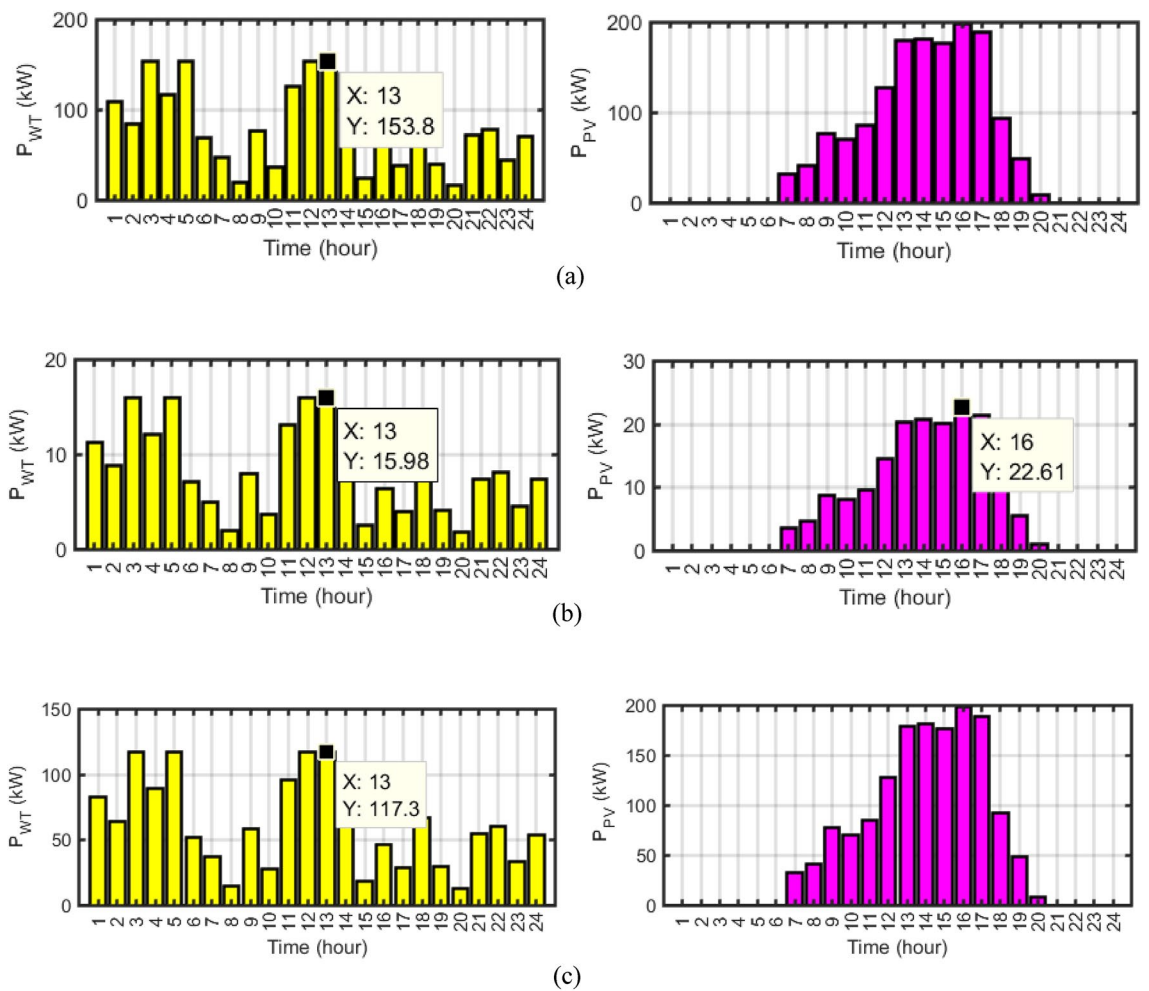 200
100
0
P_WT (kW)
X: 13
Y: 153.8
1 2 3 4 5 6 7 8 9 10 11 12 13 14 15 16 17 18 19 20 21 22 23 24
Time (hour)
200
100
0
P_PV (kW)
1 2 3 4 5 6 7 8 9 10 11 12 13 14 15 16 17 18 19 20 21 22 23 24
Time (hour)
(a)
20
10
0
P_WT (kW)
X: 13
Y: 15.98
1 2 3 4 5 6 7 8 9 10 11 12 13 14 15 16 17 18 19 20 21 22 23 24
Time (hour)
30
20
10
0
P_PV (kW)
X: 16
Y: 22.61
1 2 3 4 5 6 7 8 9 10 11 12 13 14 15 16 17 18 19 20 21 22 23 24
Time (hour)
(b)
150
100
50
0
P_WT (kW)
X: 13
Y: 117.3
1 2 3 4 5 6 7 8 9 10 11 12 13 14 15 16 17 18 19 20 21 22 23 24
Time (hour)
200
150
100
50
0
P_PV (kW)
1 2 3 4 5 6 7 8 9 10 11 12 13 14 15 16 17 18 19 20 21 22 23 24
Time (hour)
(c)